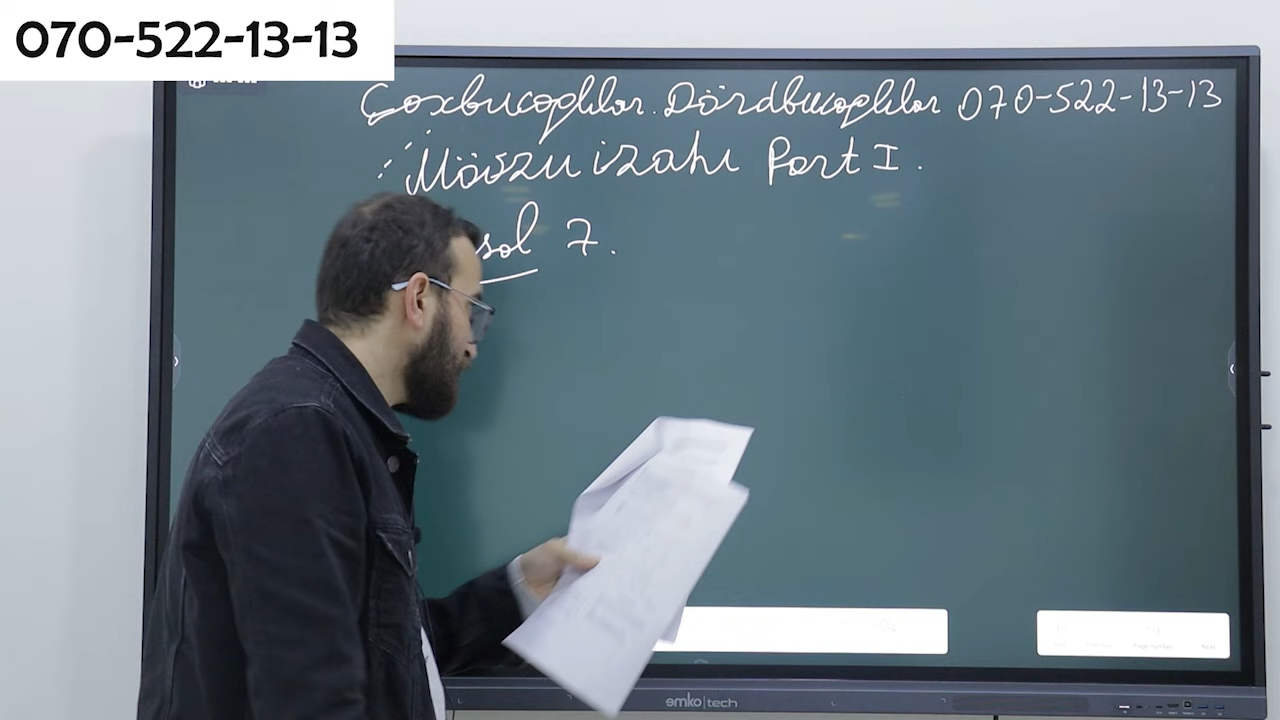 070-522-13-13
Çoxbucaqlılar. Dördbucaqlılar 070-522-13-13
Mövzu izahı Part I.
sol 7.
emko|tech